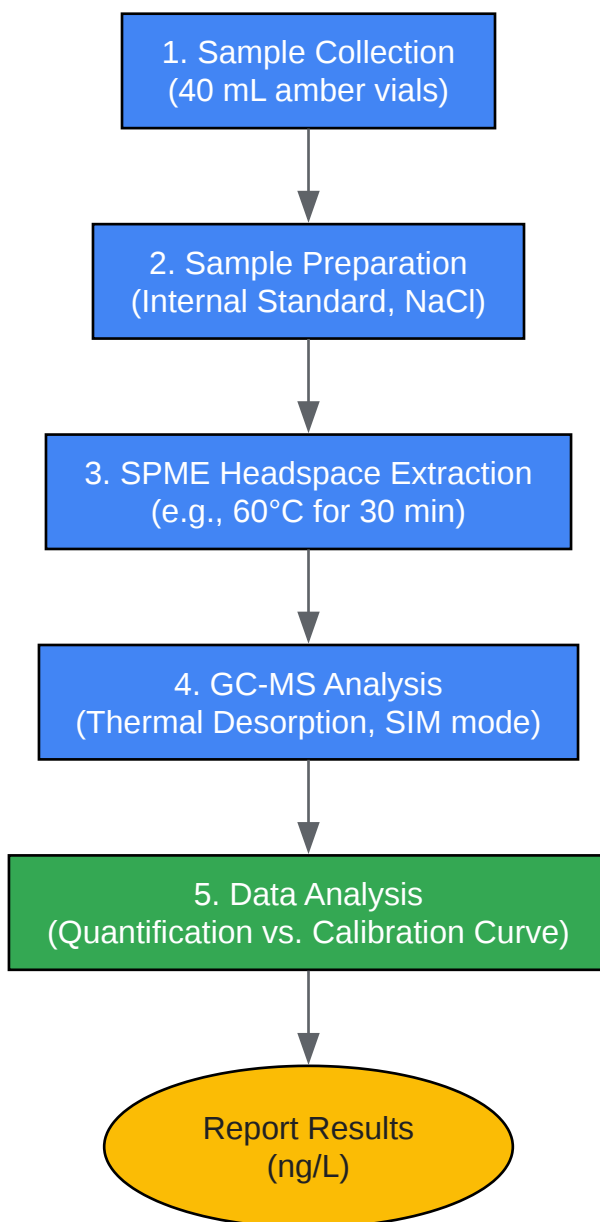 1. Sample Collection
(40 mL amber vials)
2. Sample Preparation
(Internal Standard, NaCl)
3. SPME Headspace Extraction
(e.g., 60°C for 30 min)
4. GC-MS Analysis
(Thermal Desorption, SIM mode)
5. Data Analysis
(Quantification vs. Calibration Curve)
Report Results
(ng/L)